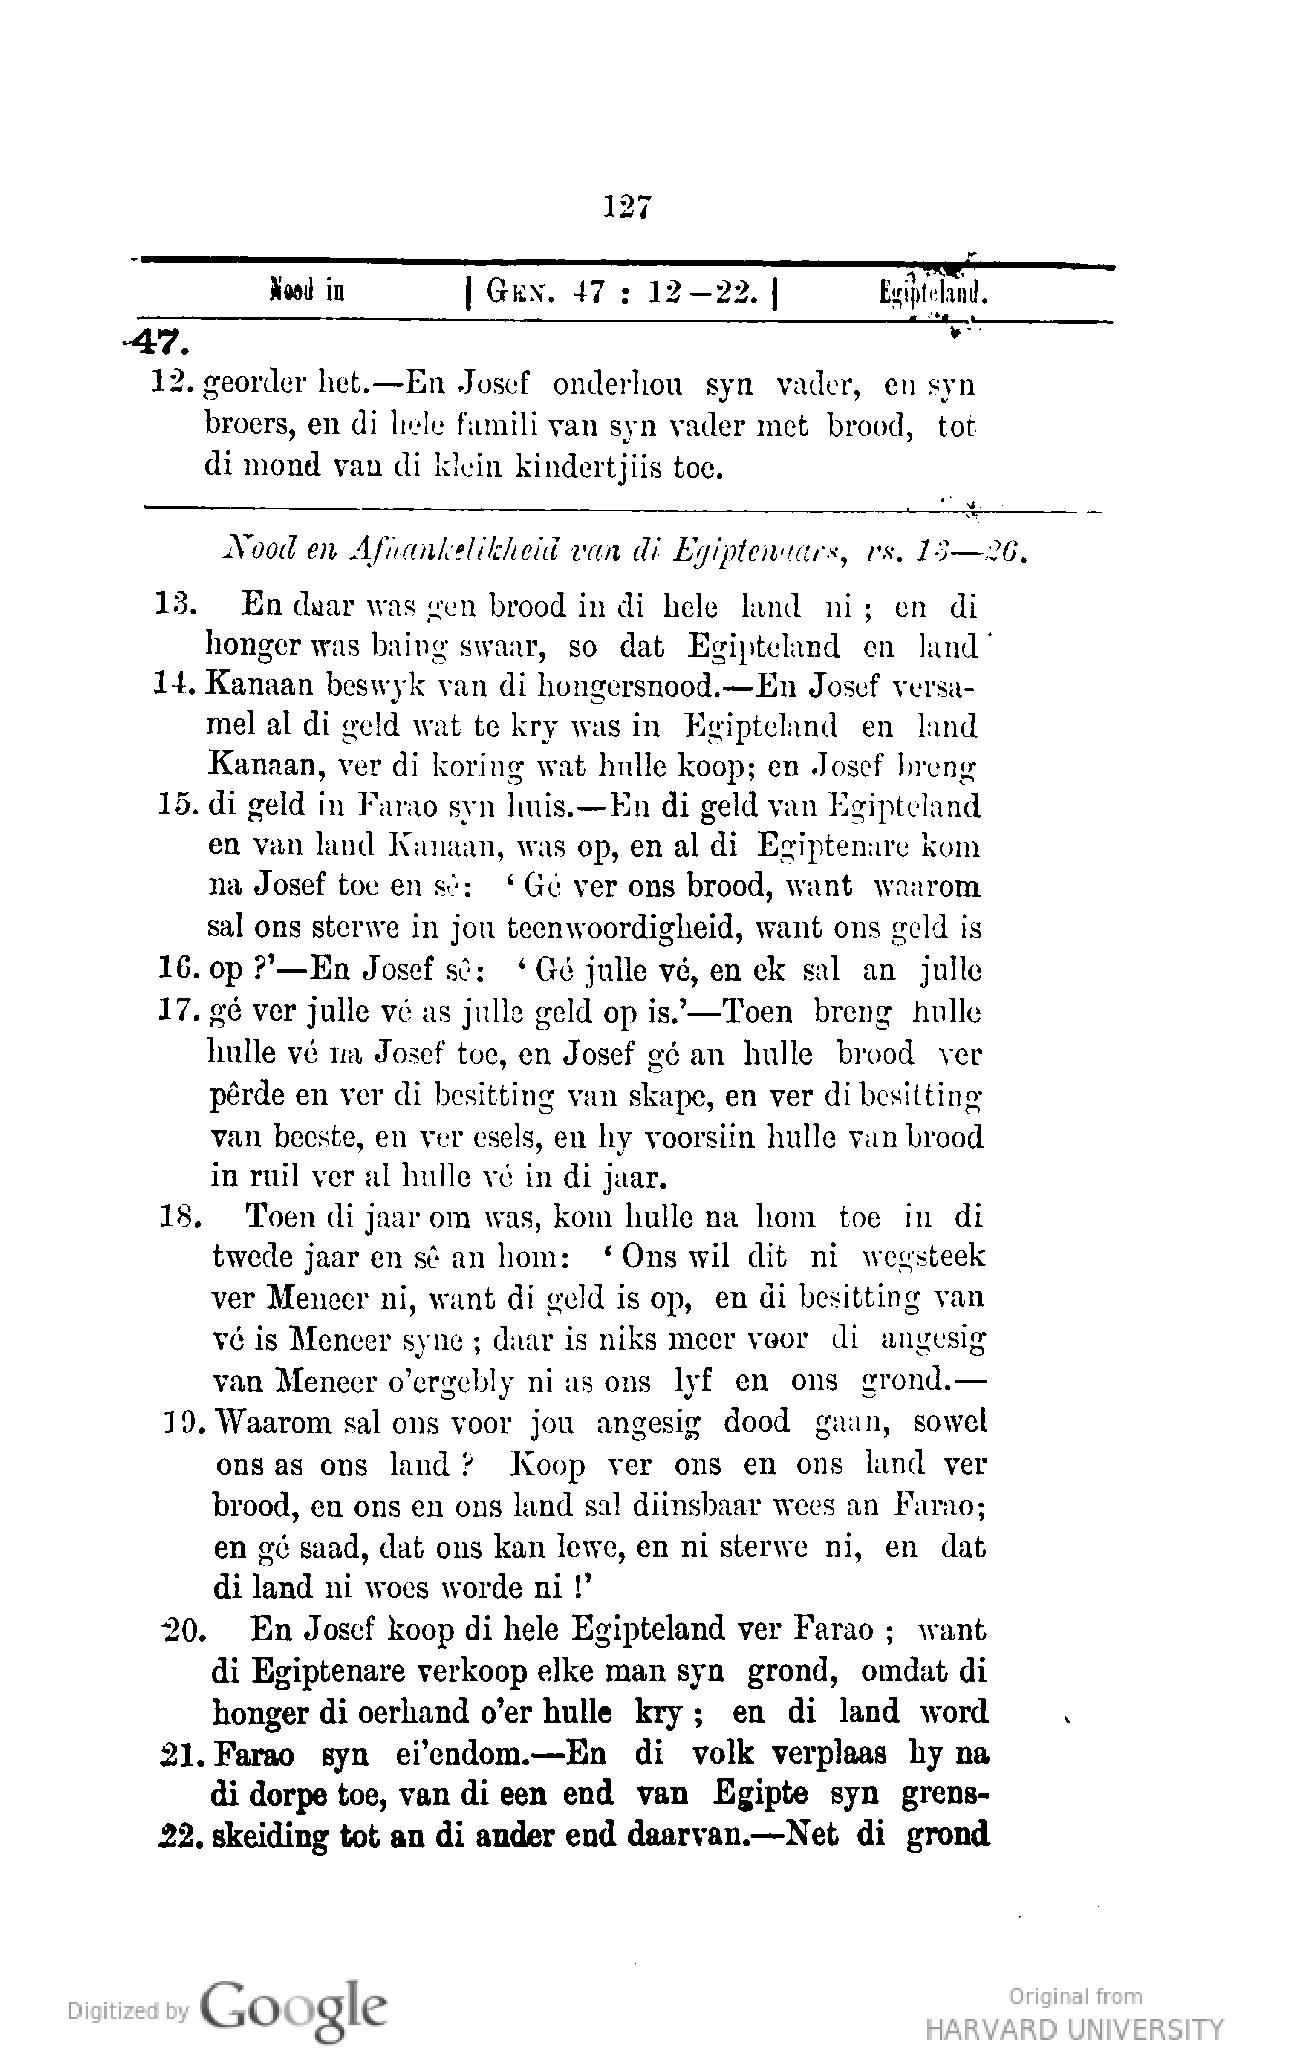 127
Nood in | GEN. 47 : 12–22. | Egipteland.
47.
12. georder het.—En Josef onderhou syn vader, en syn
broers, en di hele famili van syn vader met brood, tot
di mond van di klein kindertjiis toe.
Nood en Afhankelikheid van di Egiptenaars, vs. 13—26.
13. En daar was gen brood in di hele land ni ; en di
honger was baing swaar, so dat Egipteland en land
14. Kanaan beswyk van di hongersnood.—En Josef versa-
mel al di geld wat te kry was in Egipteland en land
Kanaan, ver di koring wat hulle koop; en Josef breng
15. di geld in Farao syn huis.—En di geld van Egipteland
en van land Kanaan, was op, en al di Egiptenare kom
na Josef toe en sê: ‘ Gé ver ons brood, want waarom
sal ons sterwe in jou teenwoordigheid, want ons geld is
16. op ?’—En Josef sê: ‘ Gé julle vé, en ek sal an julle
17. gé ver julle vé as julle geld op is.’—Toen breng hulle
hulle vé na Josef toe, en Josef gé an hulle brood ver
pêrde en ver di besitting van skape, en ver di besitting
van beeste, en ver esels, en hy voorsiin hulle van brood
in ruil ver al hulle vé in di jaar.
18. Toen di jaar om was, kom hulle na hom toe in di
twede jaar en sê an hom: ‘ Ons wil dit ni wegsteek
ver Meneer ni, want di geld is op, en di besitting van
vé is Meneer syne ; daar is niks meer voor di angesig
van Meneer o’ergebly ni as ons lyf en ons grond.—
19. Waarom sal ons voor jou angesig dood gaan, sowel
ons as ons land ? Koop ver ons en ons land ver
brood, en ons en ons land sal diinsbaar wees an Farao;
en gé saad, dat ons kan lewe, en ni sterwe ni, en dat
di land ni woes worde ni !’
20. En Josef koop di hele Egipteland ver Farao ; want
di Egiptenare verkoop elke man syn grond, omdat di
honger di oerhand o’er hulle kry ; en di land word
21. Farao syn ei’endom.—En di volk verplaas hy na
di dorpe toe, van di een end van Egipte syn grens-
22. skeiding tot an di ander end daarvan.—Net di grond
Digitized by Google
Original from
HARVARD UNIVERSITY